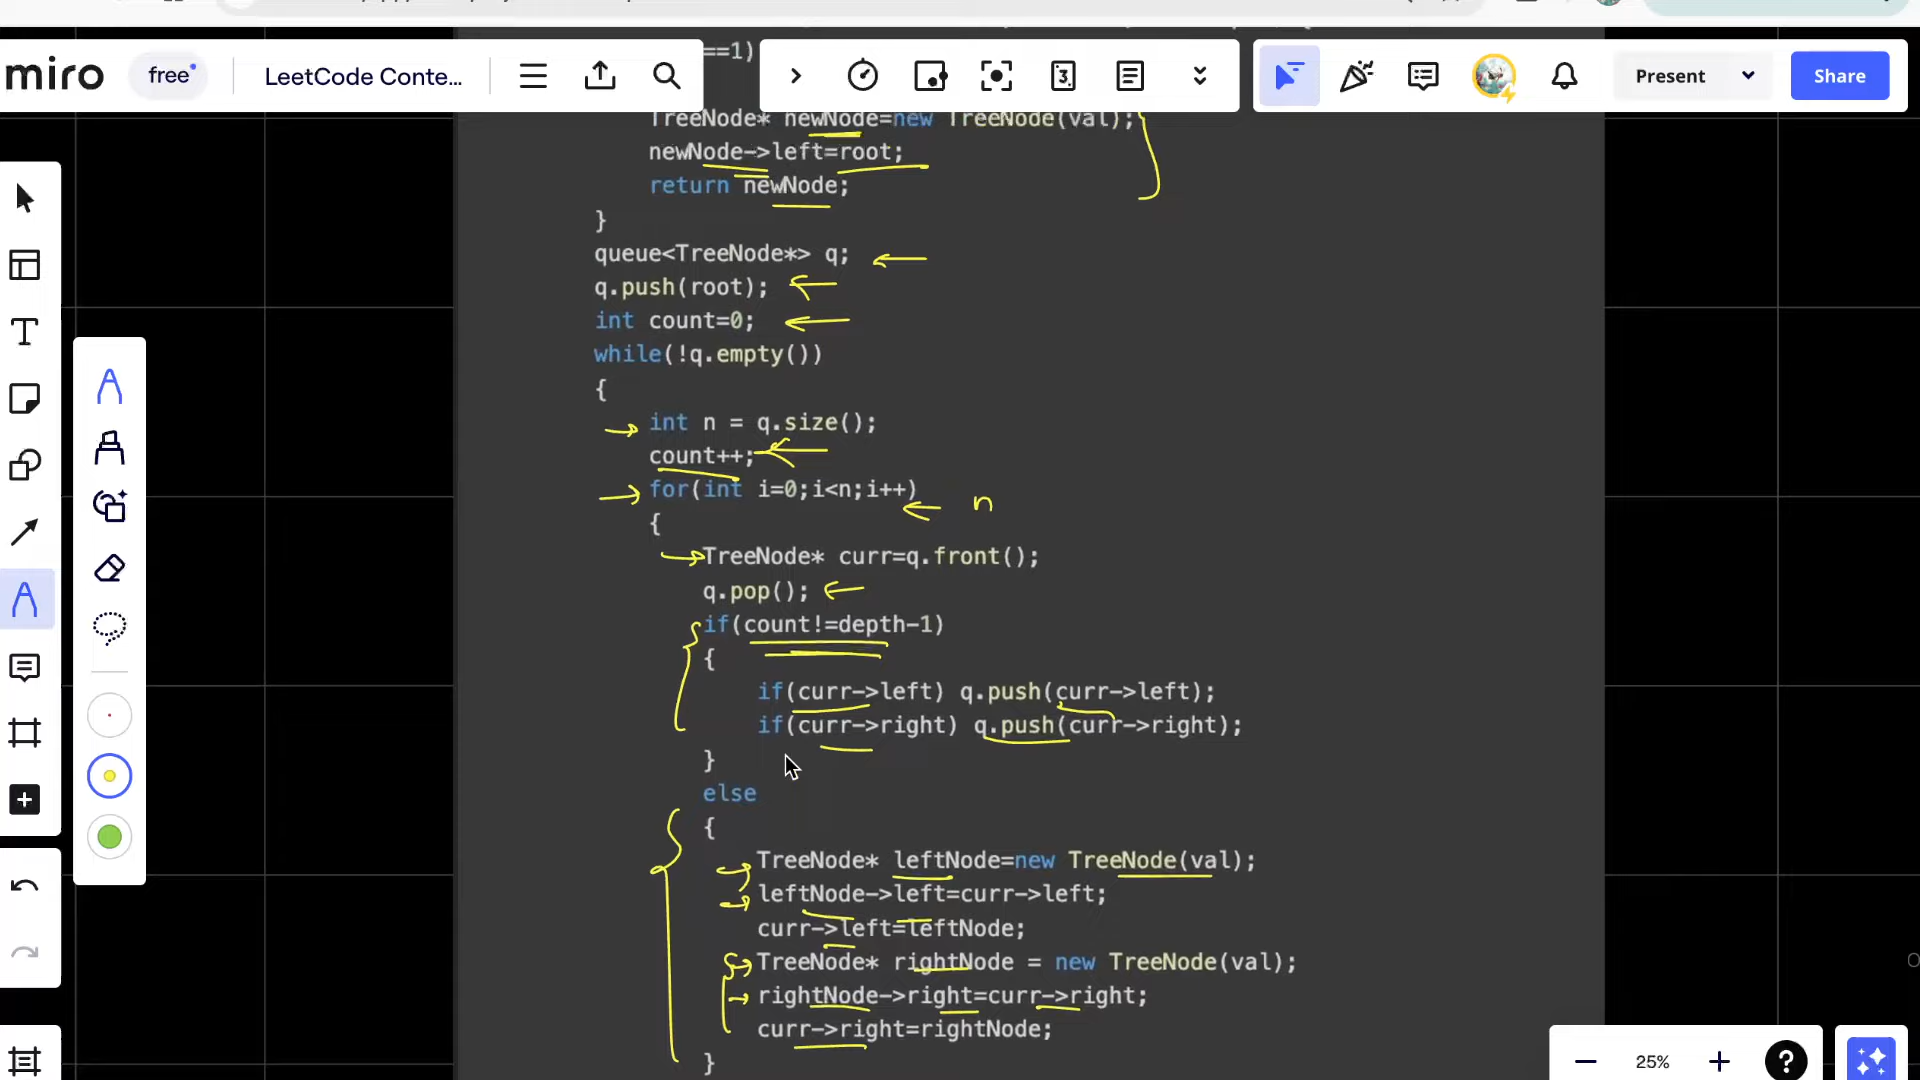 ==1)
miro
free
LeetCode Conte...
3
Present
Share
TreeNode* newNode=new TreeNode(val);
newNode->left=root;
return newNode;
}
queue<TreeNode*> q;
q.push(root);
int count=0;
while(!q.empty())
{
int n = q.size();
count++;
for(int i=0;i<n;i++)
n
{
TreeNode* curr=q.front();
q.pop();
if(count!=depth-1)
{
if(curr->left) q.push(curr->left);
if(curr->right) q.push(curr->right);
}
else
{
TreeNode* leftNode=new TreeNode(val);
leftNode->left=curr->left;
curr->left=leftNode;
TreeNode* rightNode = new TreeNode(val);
rightNode->right=curr->right;
curr->right=rightNode;
}
25%